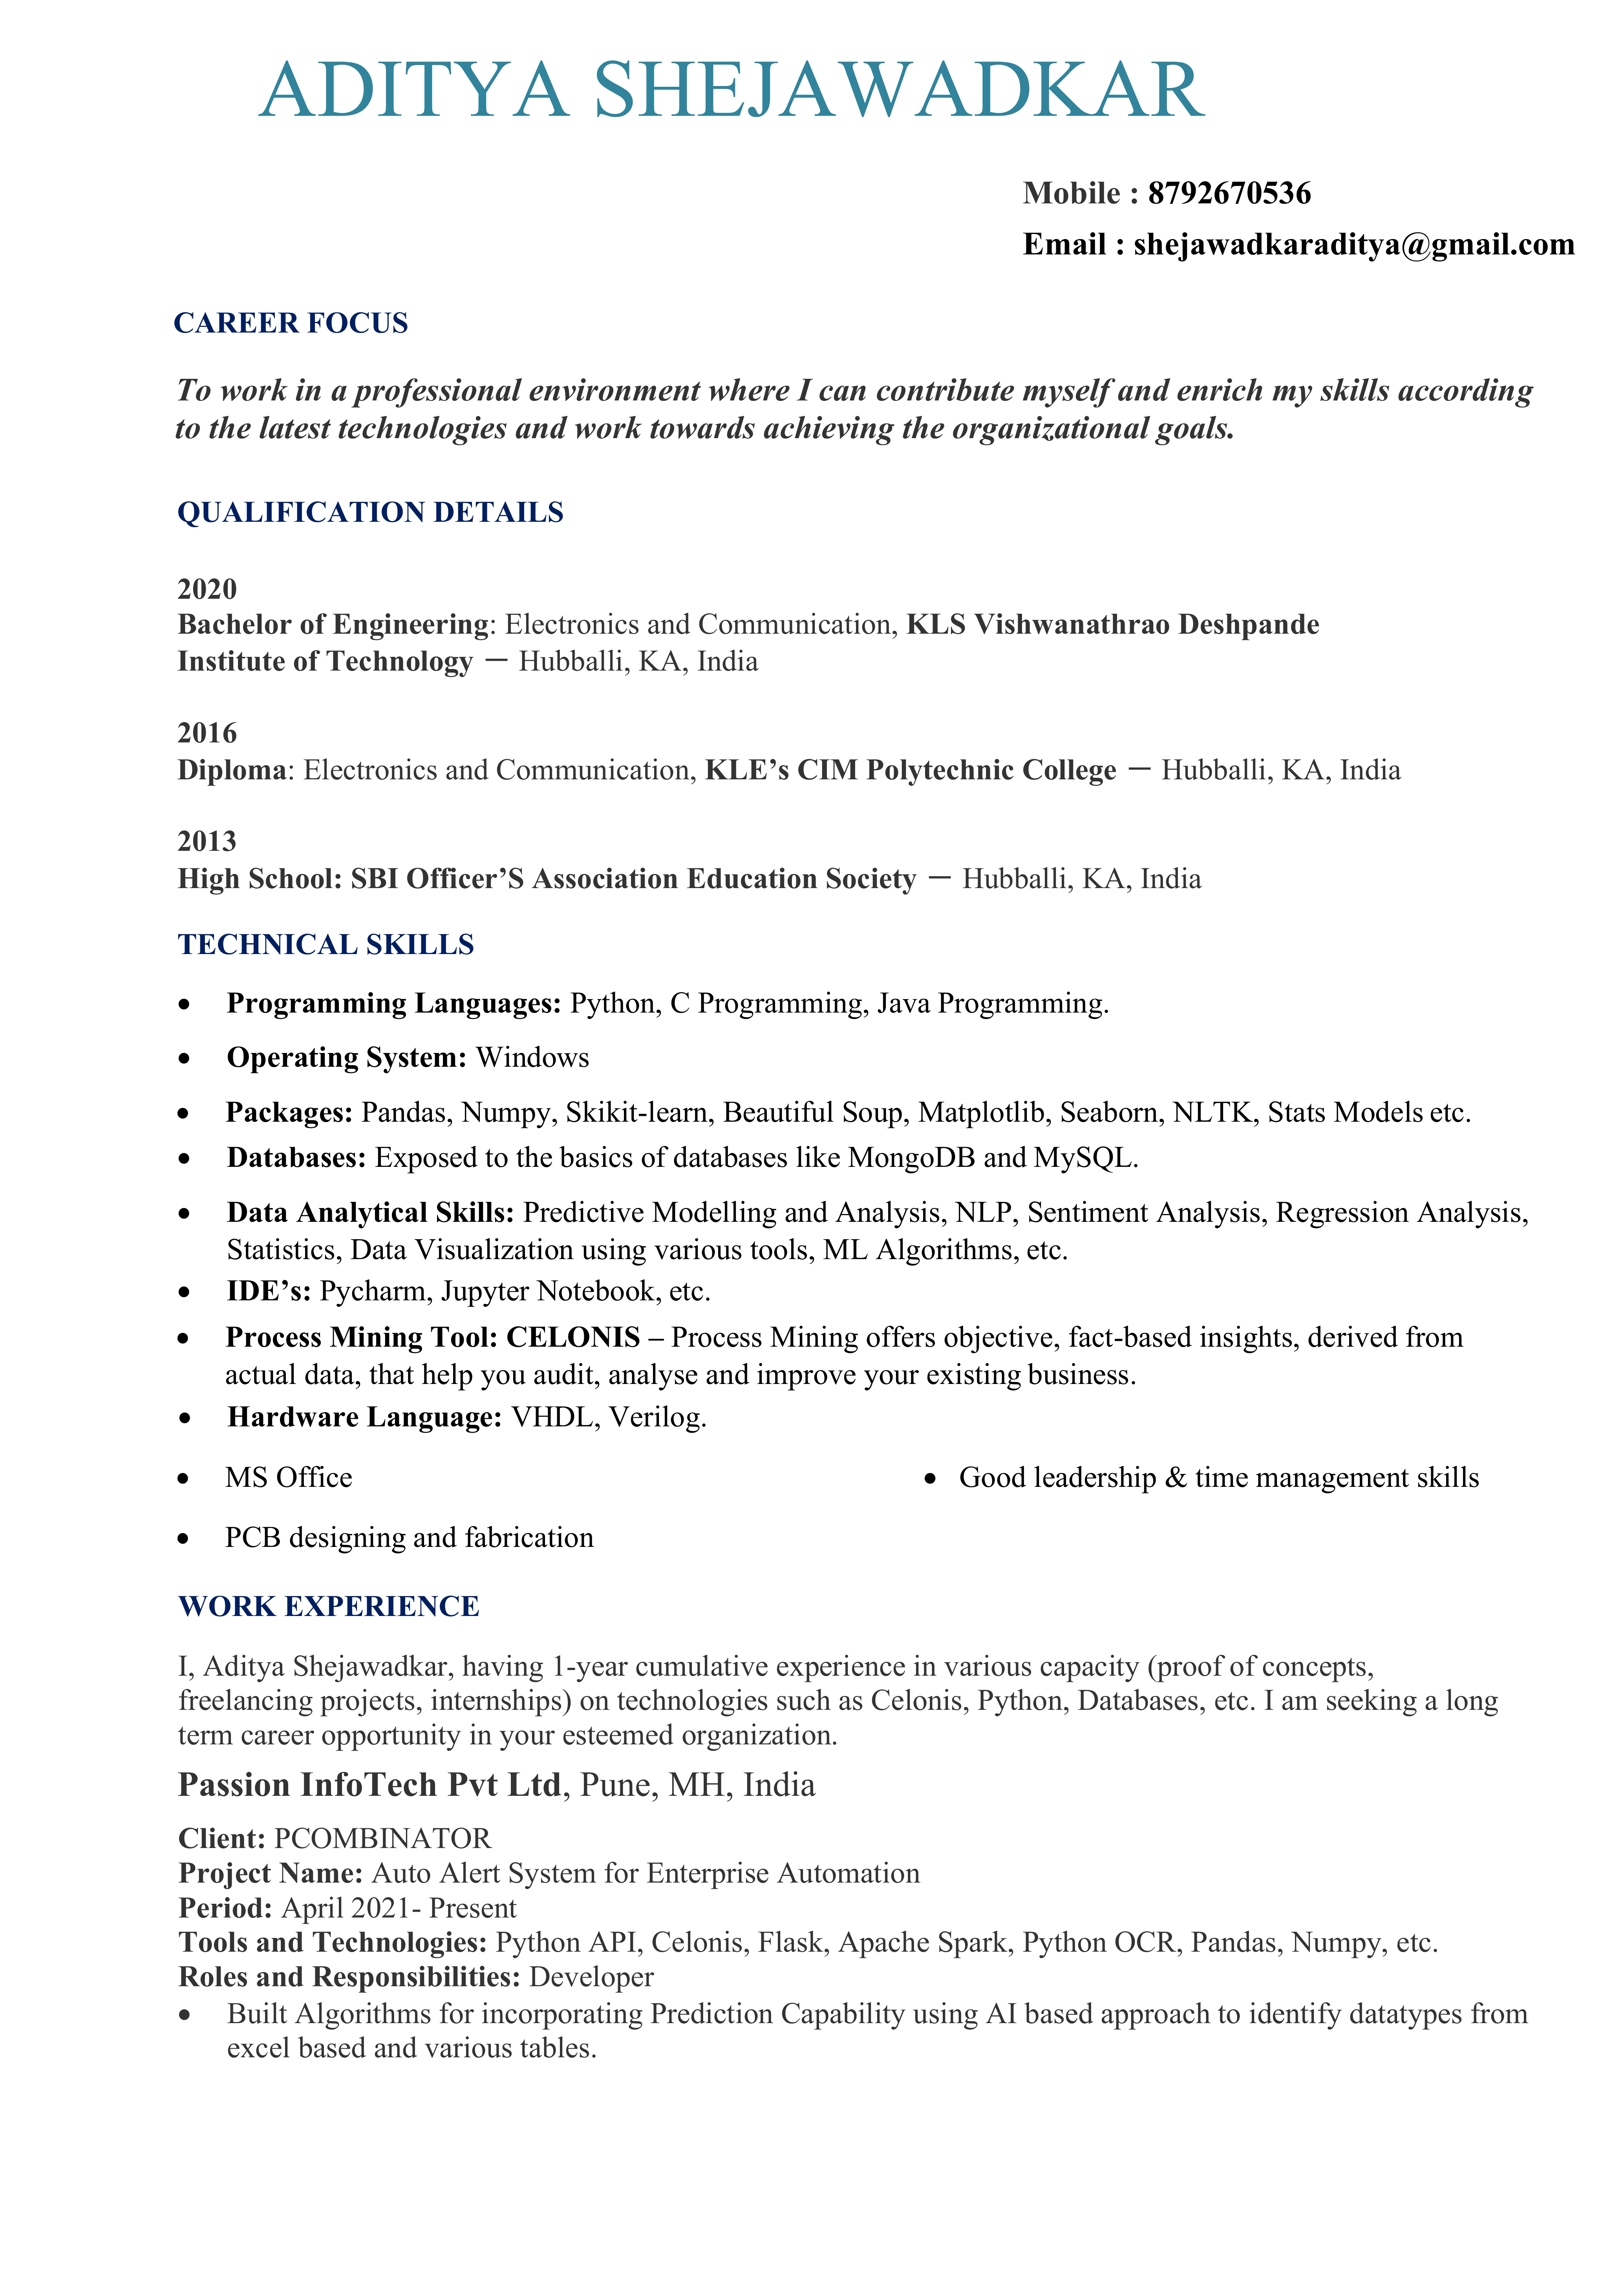 ADITYA SHEJAWADKAR
Mobile : 8792670536
Email : shejawadkaraditya@gmail.com
CAREER FOCUS
To work in a professional environment where I can contribute myself and enrich my skills according
to the latest technologies and work towards achieving the organizational goals.
QUALIFICATION DETAILS
2020
Bachelor of Engineering: Electronics and Communication, KLS Vishwanathrao Deshpande
Institute of Technology — Hubballi, KA, India
2016
Diploma: Electronics and Communication, KLE’s CIM Polytechnic College — Hubballi, KA, India
2013
High School: SBI Officer’S Association Education Society — Hubballi, KA, India
TECHNICAL SKILLS
• Programming Languages: Python, C Programming, Java Programming.
• Operating System: Windows
• Packages: Pandas, Numpy, Skikit-learn, Beautiful Soup, Matplotlib, Seaborn, NLTK, Stats Models etc.
• Databases: Exposed to the basics of databases like MongoDB and MySQL.
• Data Analytical Skills: Predictive Modelling and Analysis, NLP, Sentiment Analysis, Regression Analysis,
Statistics, Data Visualization using various tools, ML Algorithms, etc.
• IDE’s: Pycharm, Jupyter Notebook, etc.
• Process Mining Tool: CELONIS – Process Mining offers objective, fact-based insights, derived from
actual data, that help you audit, analyse and improve your existing business.
• Hardware Language: VHDL, Verilog.
• MS Office
• Good leadership & time management skills
• PCB designing and fabrication
WORK EXPERIENCE
I, Aditya Shejawadkar, having 1-year cumulative experience in various capacity (proof of concepts,
freelancing projects, internships) on technologies such as Celonis, Python, Databases, etc. I am seeking a long
term career opportunity in your esteemed organization.
Passion InfoTech Pvt Ltd, Pune, MH, India
Client: PCOMBINATOR
Project Name: Auto Alert System for Enterprise Automation
Period: April 2021- Present
Tools and Technologies: Python API, Celonis, Flask, Apache Spark, Python OCR, Pandas, Numpy, etc.
Roles and Responsibilities: Developer
• Built Algorithms for incorporating Prediction Capability using AI based approach to identify datatypes from
excel based and various tables.